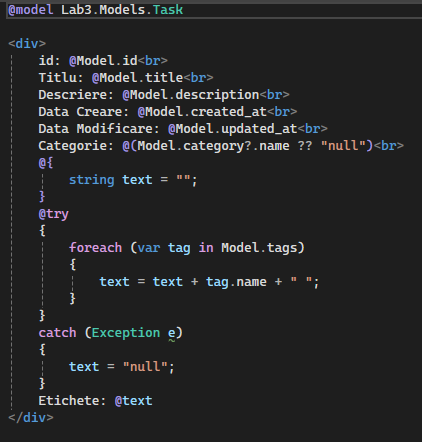 @model Lab3.Models.Task
<div>
id: @Model.id<br>
Titlu: @Model.title<br>
Descriere: @Model.description<br>
Data Creare: @Model.created_at<br>
Data Modificare: @Model.updated_at<br>
Categorie: @(Model.category?.name ?? "null")<br>
@{
string text = "";
}
@try
{
foreach (var tag in Model.tags)
{
text = text + tag.name + " ";
}
}
catch (Exception e)
{
text = "null";
}
Etichete: @text
</div>